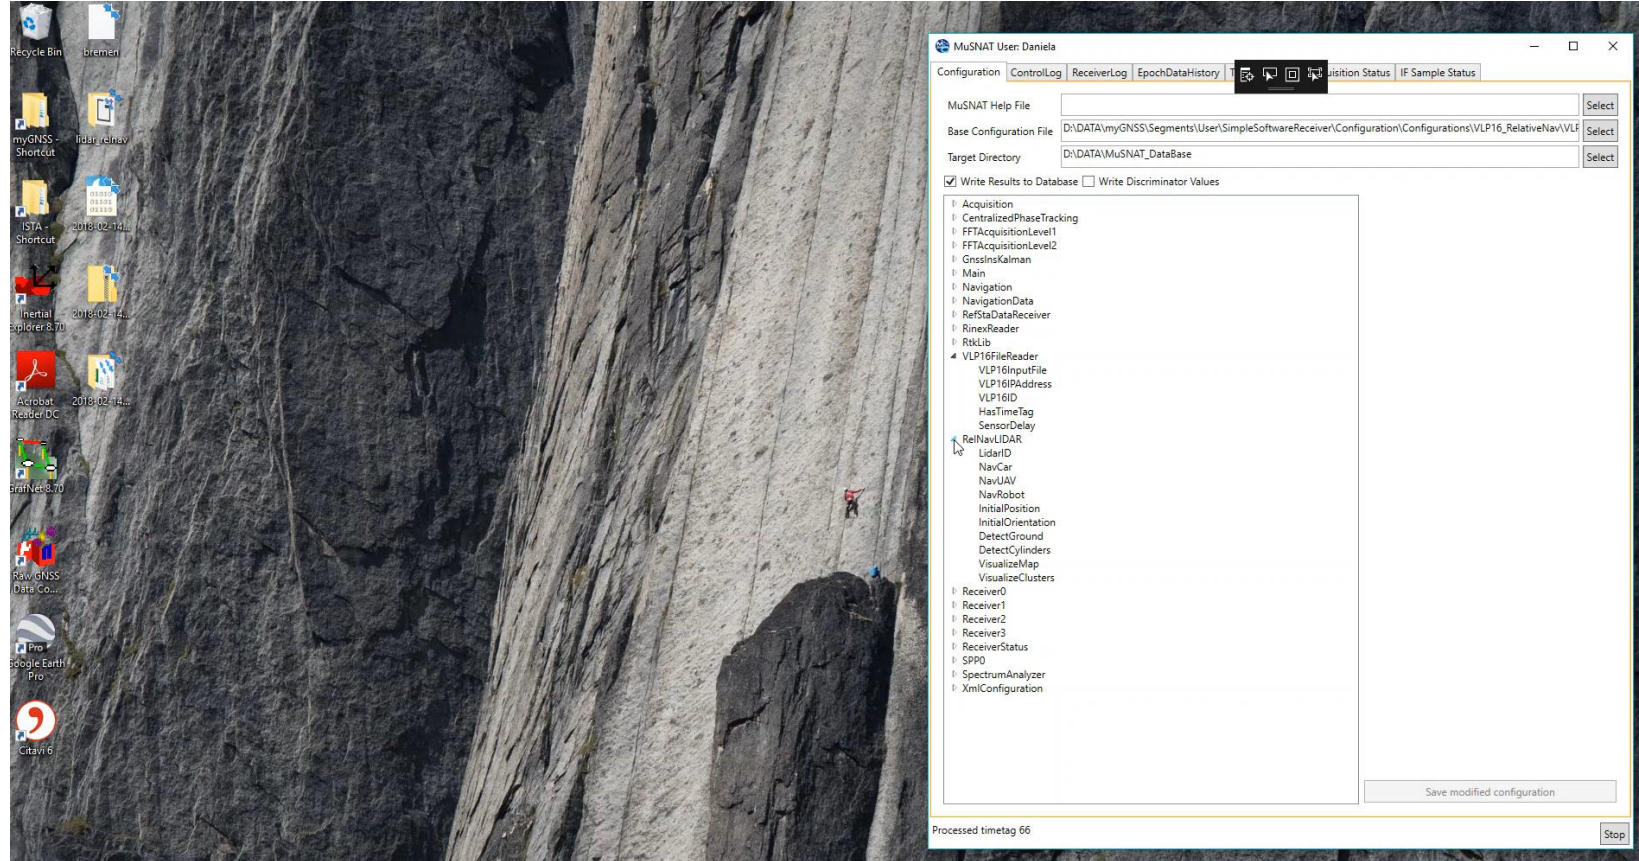 Recycle Bin
bremen
myGNSS - Shortcut
lidar_relnav
ISTA - Shortcut
2018-02-14...
Inertial Explorer 8.70
2018-02-14...
Acrobat Reader DC
2018-02-14...
GrafNet 8.70
Raw GNSS Data Co...
Pro
Google Earth Pro
Citavi 6
MuSNAT User: Daniela
Configuration ControlLog ReceiverLog EpochDataHistory uisition Status IF Sample Status
MuSNAT Help File Select
Base Configuration File D:\DATA\myGNSS\Segments\User\SimpleSoftwareReceiver\Configuration\Configurations\VLP16_RelativeNav\VLP Select
Target Directory D:\DATA\MuSNAT_DataBase Select
Write Results to Database Write Discriminator Values
Acquisition
CentralizedPhaseTracking
FFTAcquisitionLevel1
FFTAcquisitionLevel2
GnssInsKalman
Main
Navigation
NavigationData
RefStaDataReceiver
RinexReader
RtkLib
VLP16FileReader
VLP16InputFile
VLP16IPAddress
VLP16ID
HasTimeTag
SensorDelay
RelNavLIDAR
LidarID
NavCar
NavUAV
NavRobot
InitialPosition
InitialOrientation
DetectGround
DetectCylinders
VisualizeMap
VisualizeClusters
Receiver0
Receiver1
Receiver2
Receiver3
ReceiverStatus
SPP0
SpectrumAnalyzer
XmlConfiguration
Save modified configuration
Processed timetag 66
Stop